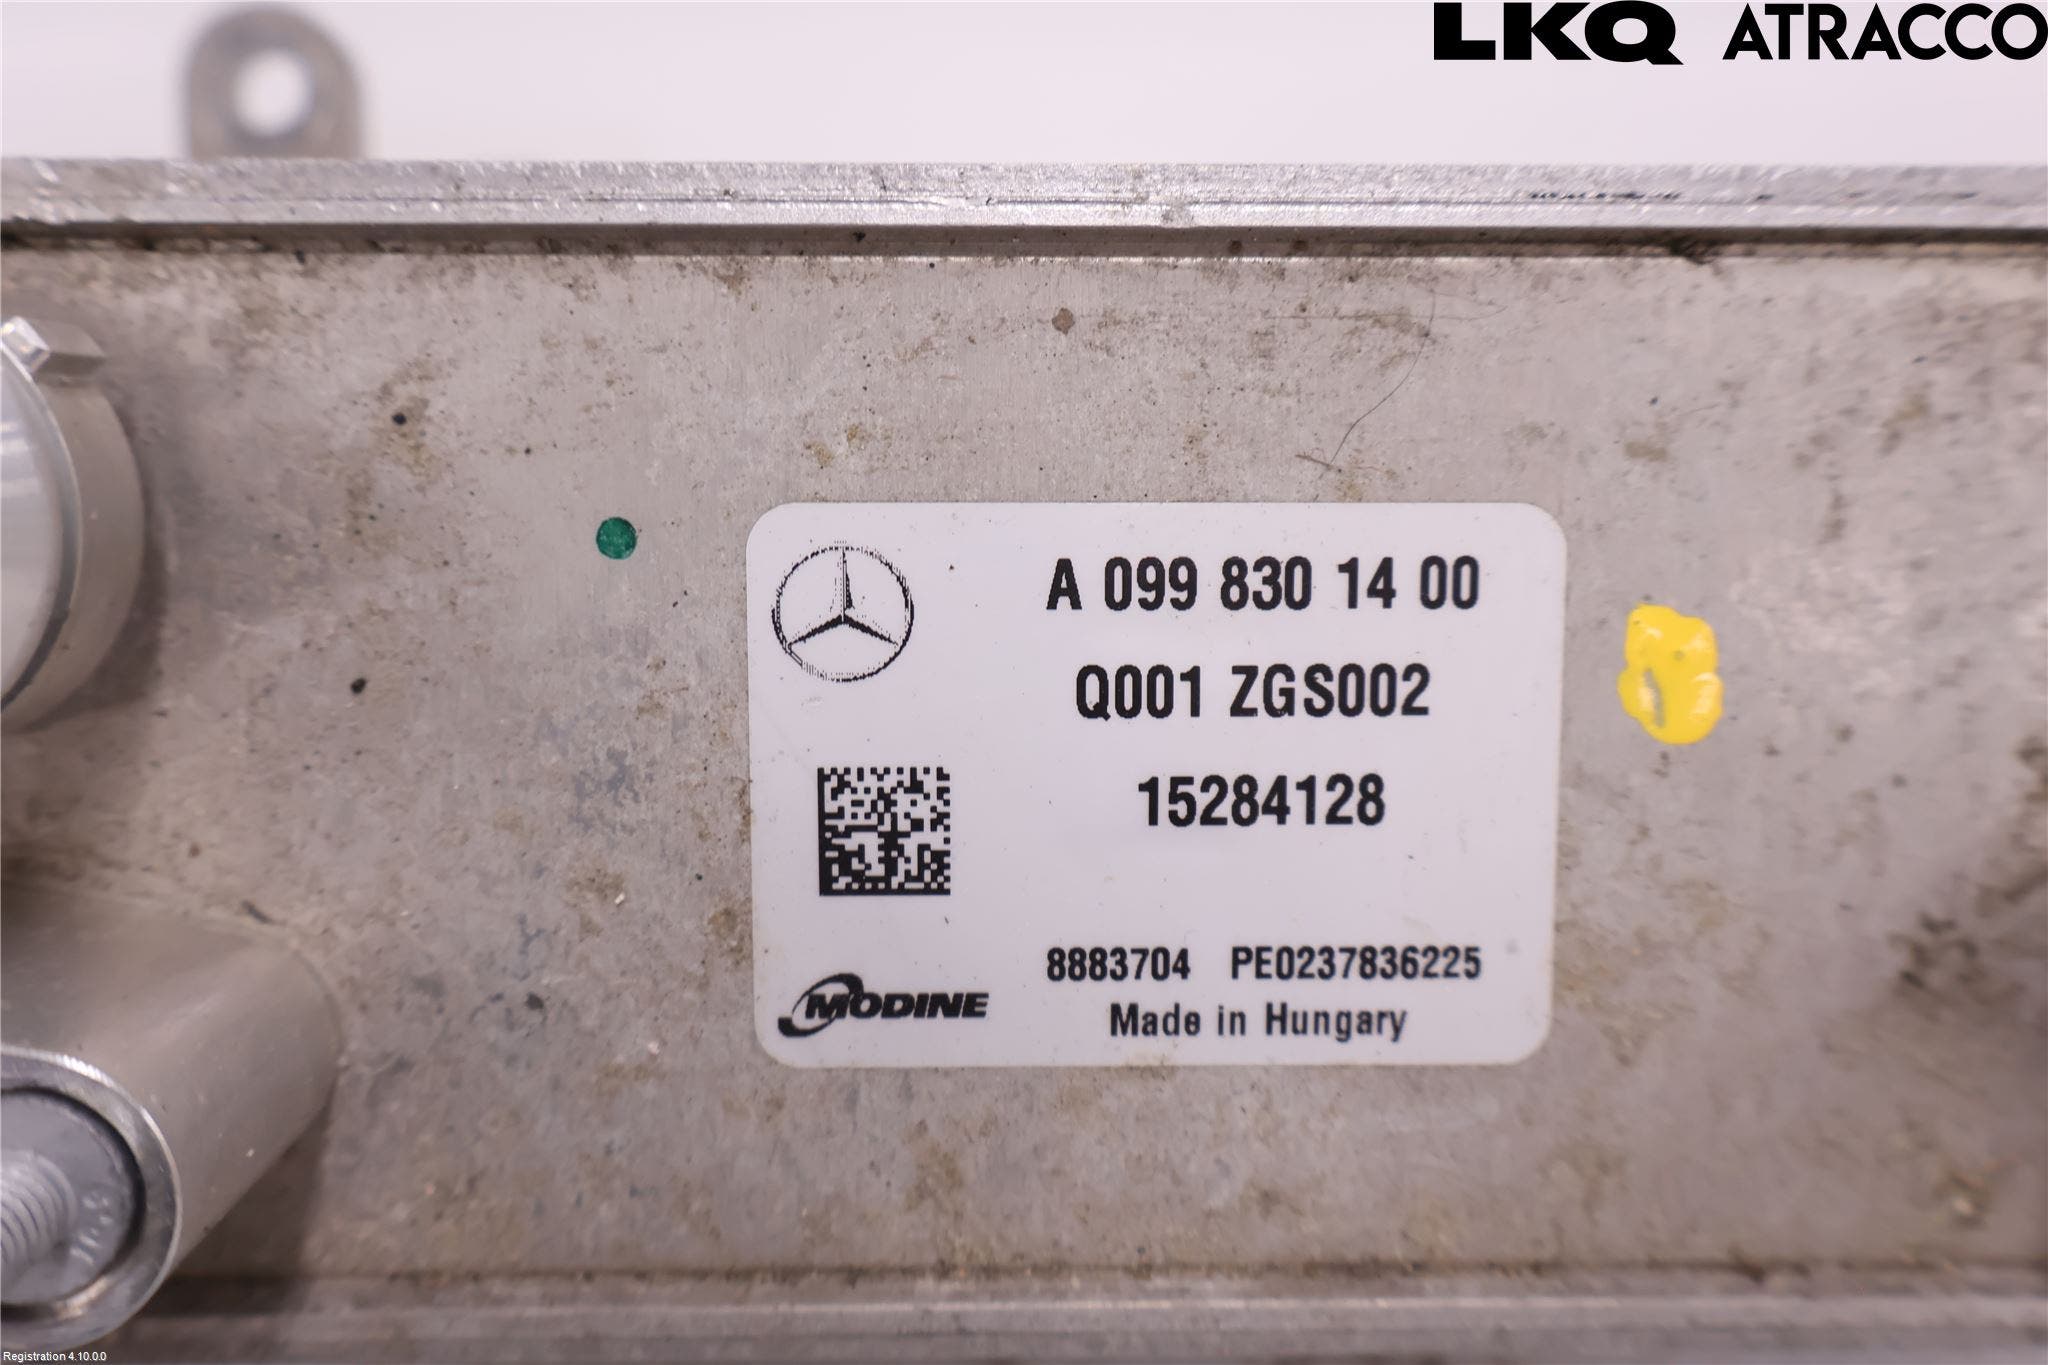 LKQ ATRACCO
A 099 830 14 00
Q001 ZGS002
15284128
8883704 PE0237836225
MODINE
Made in Hungary
Registration 4.10.0.0